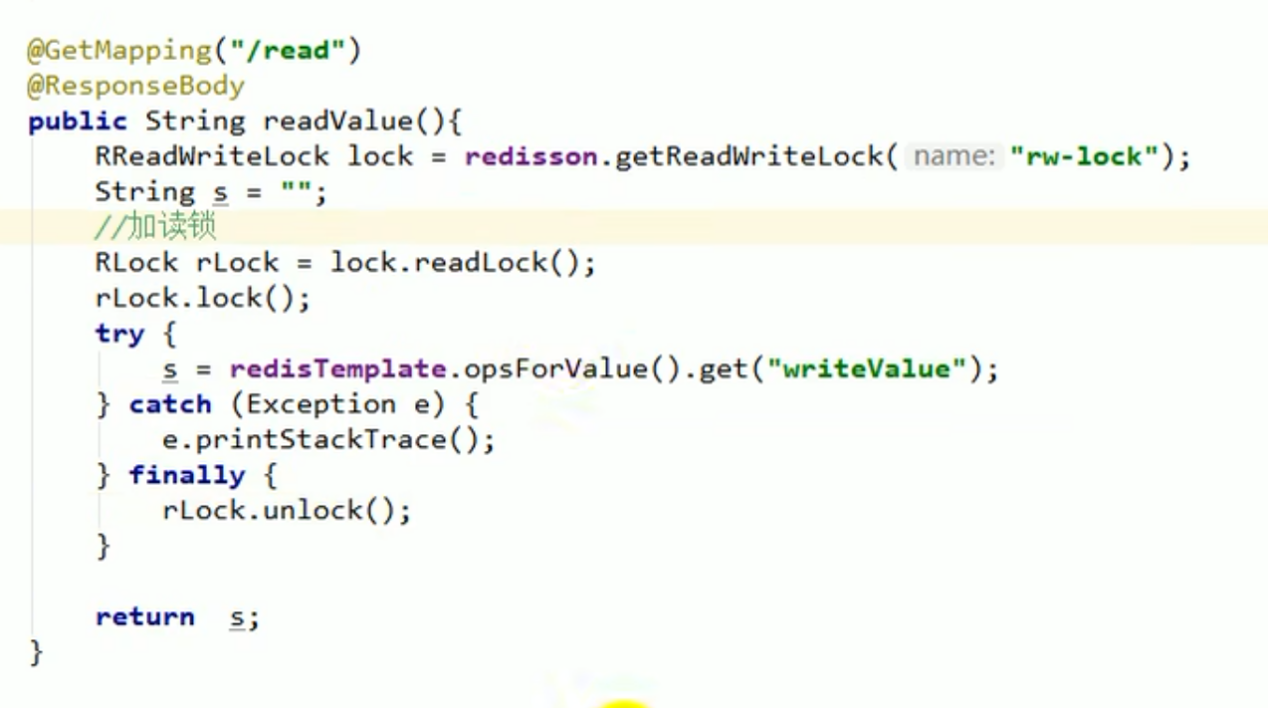 @GetMapping("/read")
@ResponseBody
public String readValue(){
    RReadWriteLock lock = redisson.getReadWriteLock( name: "rw-lock");
    String s = "";
    //加读锁
    RLock rLock = lock.readLock();
    rLock.lock();
    try {
        s = redisTemplate.opsForValue().get("writeValue");
    } catch (Exception e) {
        e.printStackTrace();
    } finally {
        rLock.unlock();
    }
    return  s;
}